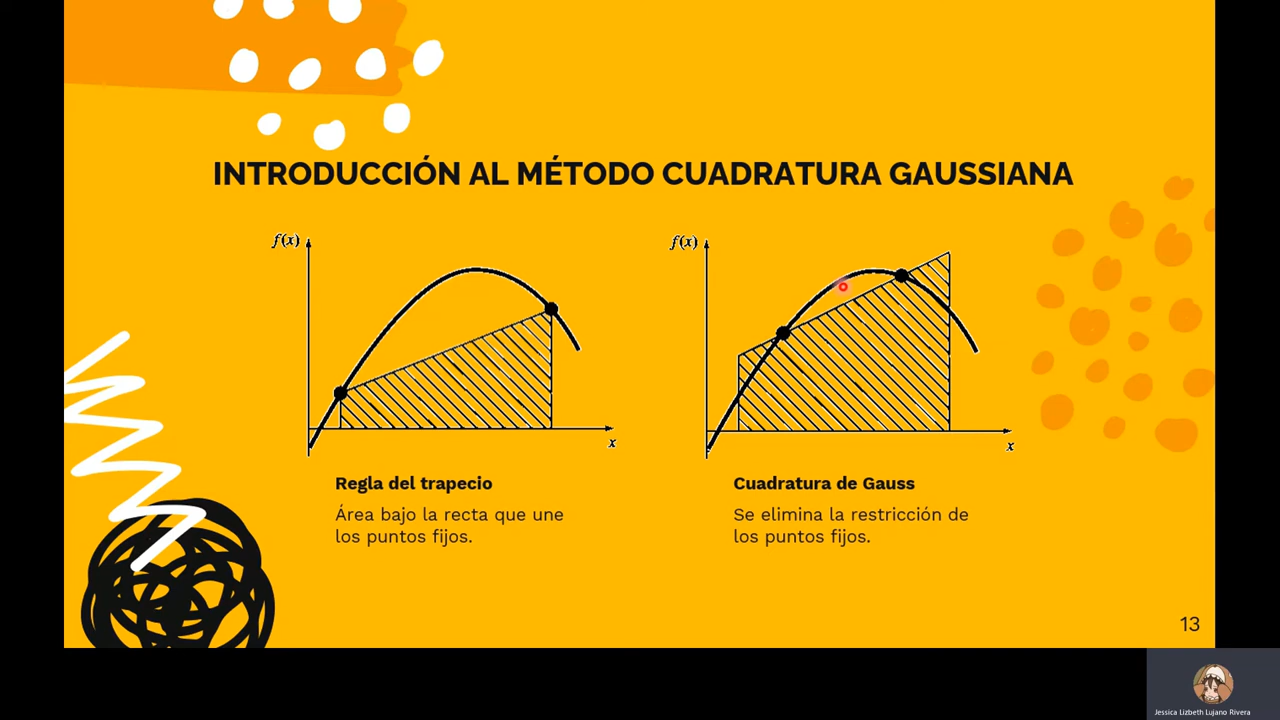 INTRODUCCIÓN AL MÉTODO CUADRATURA GAUSSIANA
f(x)
x
Regla del trapecio
Área bajo la recta que une
los puntos fijos.
f(x)
x
Cuadratura de Gauss
Se elimina la restricción de
los puntos fijos.
13
Jessica Lizbeth Lujano Rivera